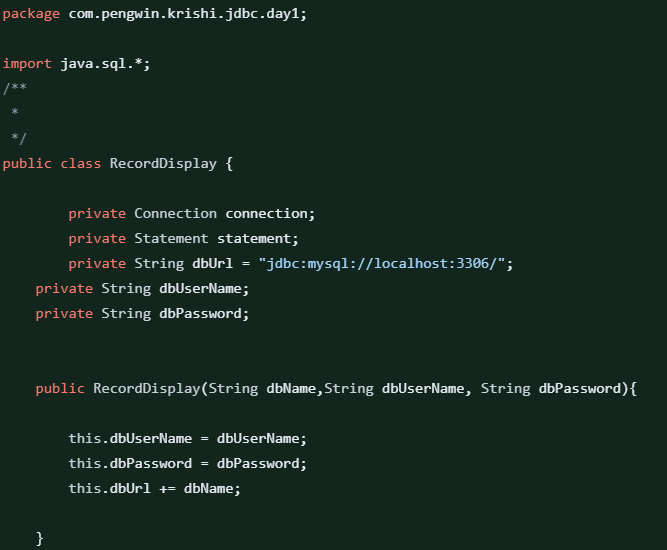 package com.pengwin.krishi.jdbc.day1;
import java.sql.*;
/**
*
*/
public class RecordDisplay {
private Connection connection;
private Statement statement;
private String dbUrl = "jdbc:mysql://localhost:3306/";
private String dbUserName;
private String dbPassword;
public RecordDisplay(String dbName,String dbUserName, String dbPassword){
this.dbUserName = dbUserName;
this.dbPassword = dbPassword;
this.dbUrl += dbName;
}